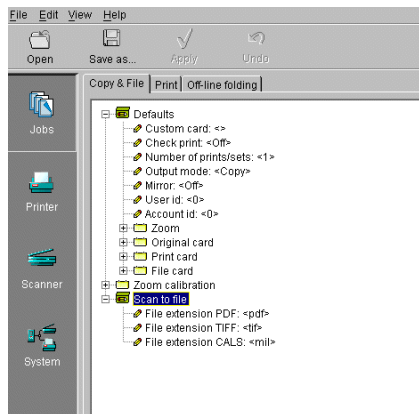 File Edit View Help
Open Save as... Apply Undo
Copy & File Print Off-line folding
Jobs
Printer
Scanner
System
Defaults
Custom card: <>
Check print: <Off>
Number of prints/sets: <1>
Output mode: <Copy>
Mirror: <Off>
User id: <0>
Account id: <0>
Zoom
Original card
Print card
File card
Zoom calibration
Scan to file
File extension PDF: <pdf>
File extension TIFF: <tif>
File extension CALS: <mil>